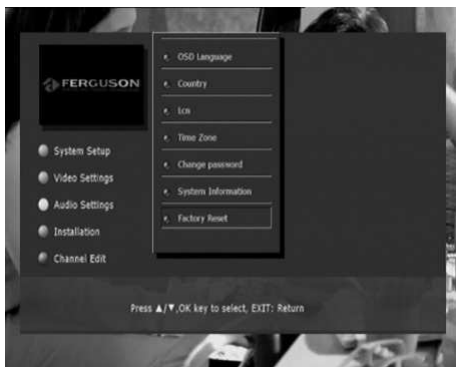 FERGUSON
System Setup
Video Settings
Audio Settings
Installation
Channel Edit
OSD Language
Country
Lcn
Time Zone
Change password
System Information
Factory Reset
Press ▲/▼,OK key to select, EXIT: Return